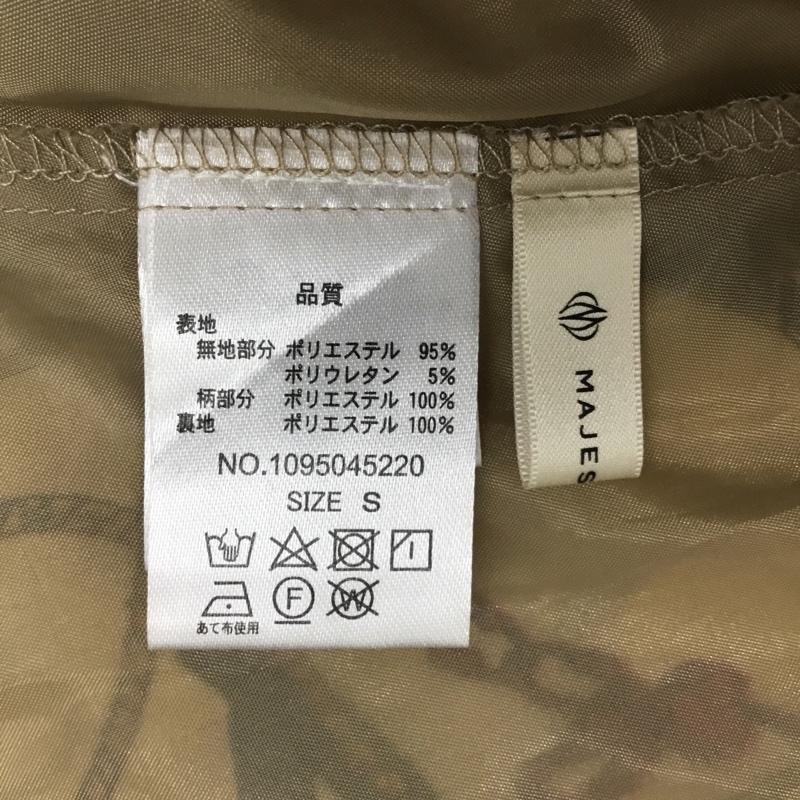 品質
表地
無地部分 ポリエステル 95%
ポリウレタン 5%
柄部分 ポリエステル 100%
裏地 ポリエステル 100%
NO.1095045220
SIZE S
F
W
あて布使用
MAJES